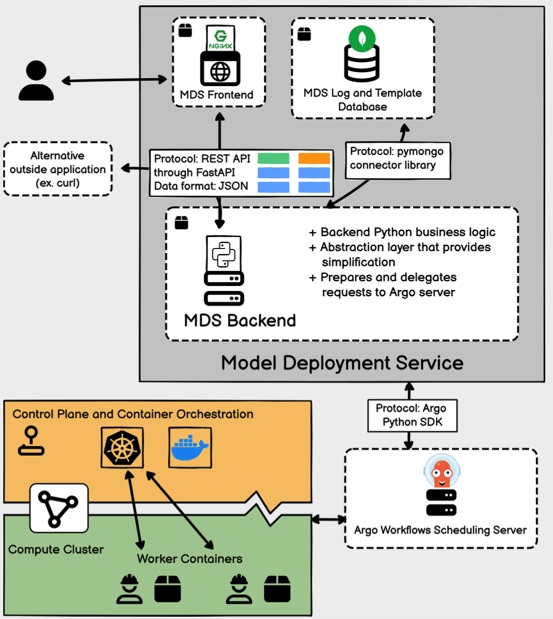 NGINX
MDS Frontend
MDS Log and Template
Database
Alternative
outside application
(ex. curl)
Protocol: REST API
through FastAPI
Data format: JSON
Protocol: pymongo
connector library
+ Backend Python business logic
+ Abstraction layer that provides
simplification
+ Prepares and delegates
requests to Argo server
MDS Backend
Model Deployment Service
Protocol: Argo
Python SDK
Control Plane and Container Orchestration
Argo Workflows Scheduling Server
Compute Cluster
Worker Containers